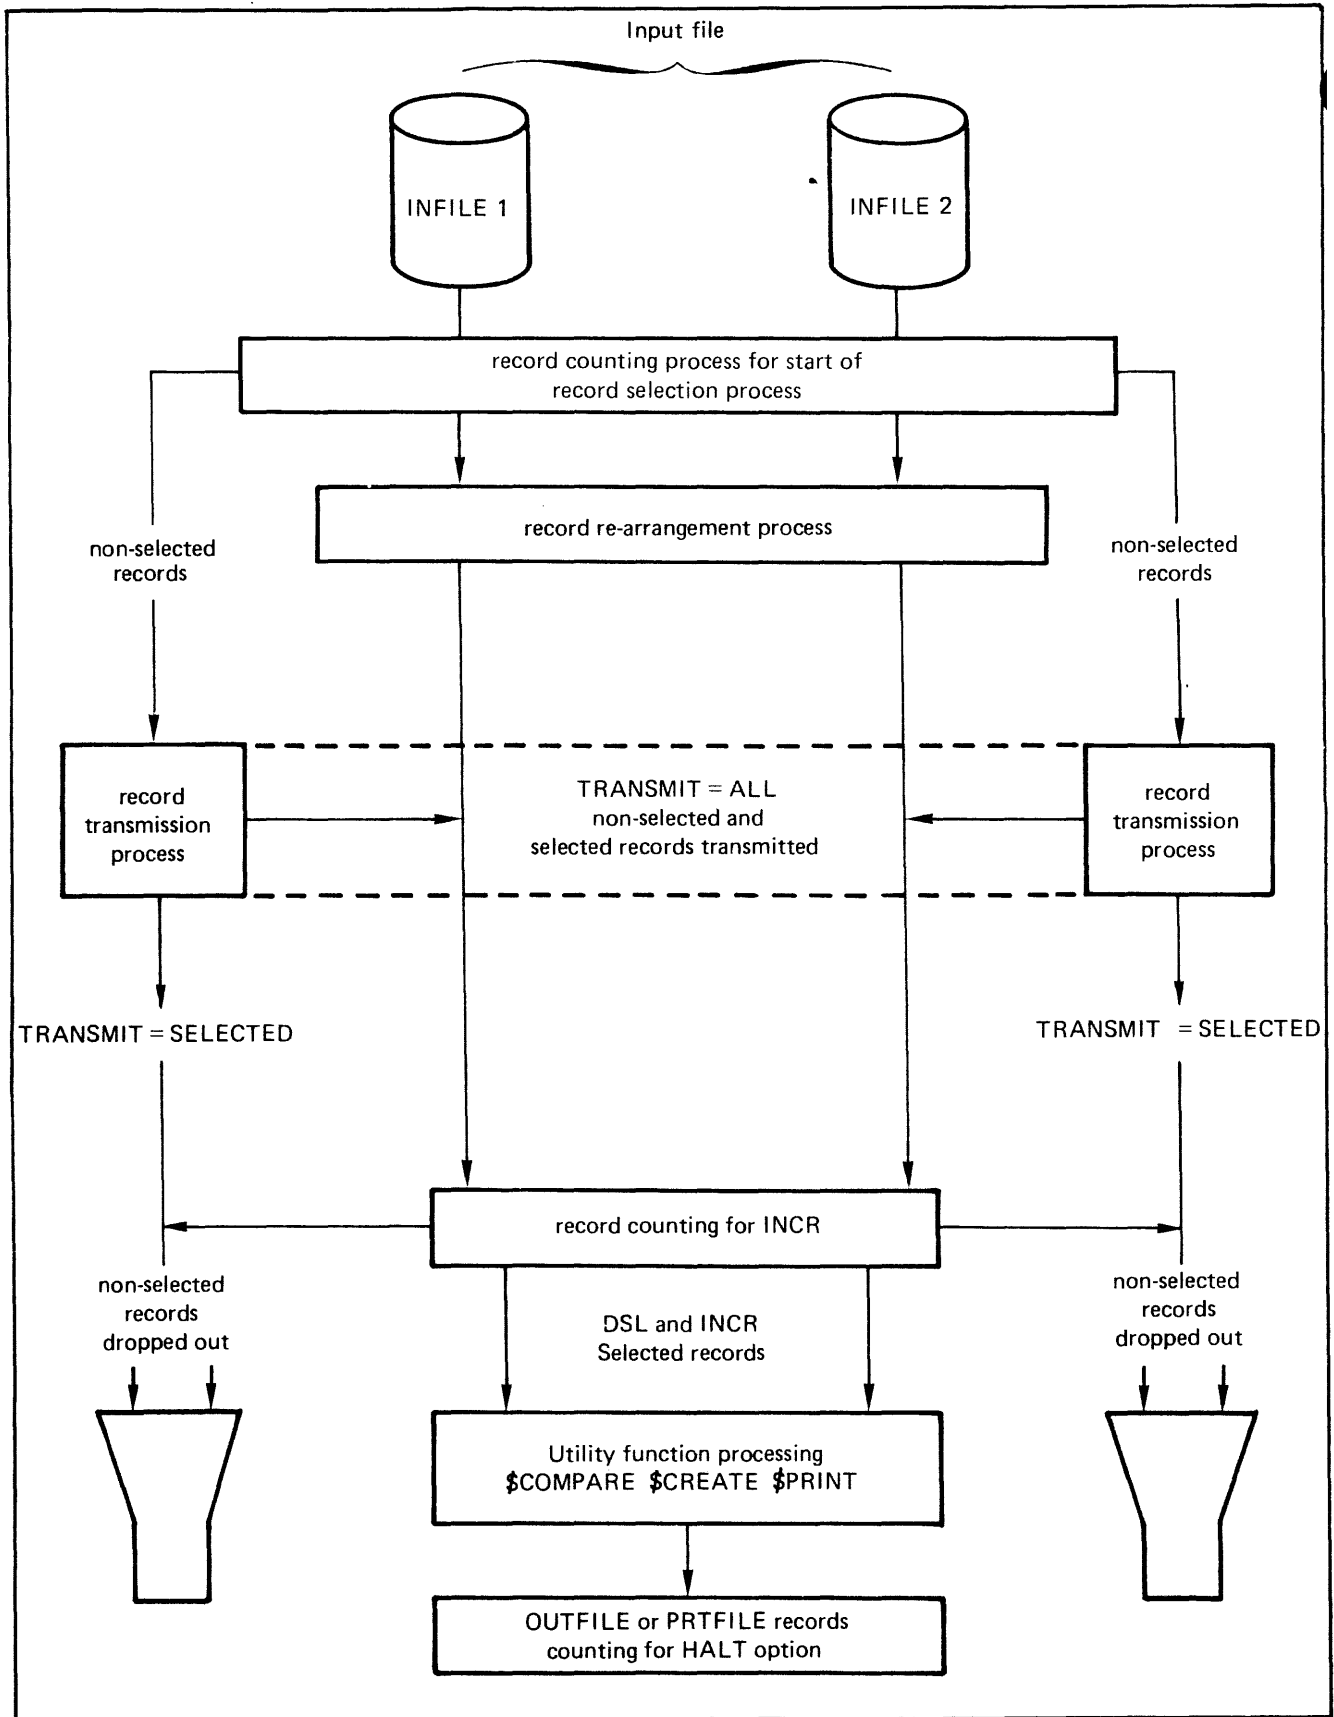 Input file
INFILE 1
INFILE 2
record counting process for start of
record selection process
record re-arrangement process
non-selected
records
non-selected
records
record
transmission
process
TRANSMIT = ALL
non-selected and
selected records transmitted
record
transmission
process
TRANSMIT = SELECTED
TRANSMIT = SELECTED
record counting for INCR
non-selected
records
dropped out
DSL and INCR
Selected records
non-selected
records
dropped out
Utility function processing
$COMPARE $CREATE $PRINT
OUTFILE or PRTFILE records
counting for HALT option